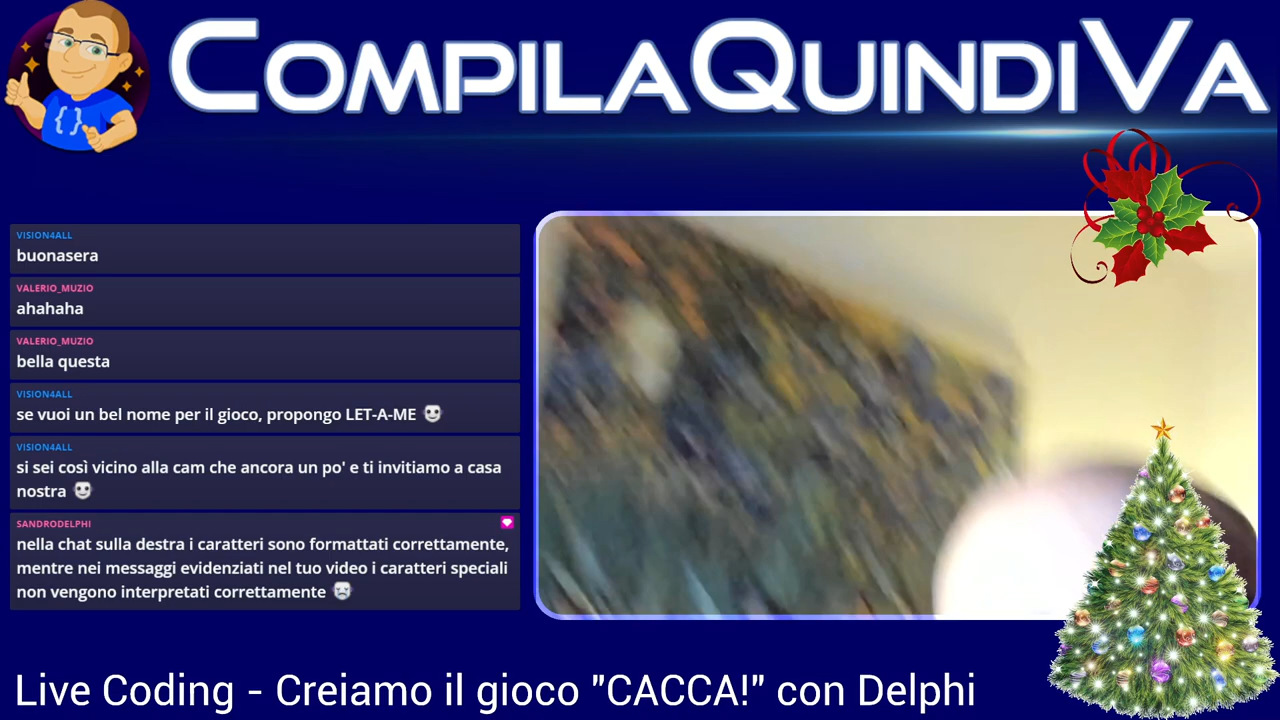 COMPILAQUINDIVA
{}
VISION4ALL
buonasera
VALERIO_MUZIO
ahahaha
VALERIO_MUZIO
bella questa
VISION4ALL
se vuoi un bel nome per il gioco, propongo LET-A-ME
VISION4ALL
si sei così vicino alla cam che ancora un po' e ti invitiamo a casa
nostra
SANDRODELPHI
nella chat sulla destra i caratteri sono formattati correttamente,
mentre nei messaggi evidenziati nel tuo video i caratteri speciali
non vengono interpretati correttamente
Live Coding - Creiamo il gioco "CACCA!" con Delphi